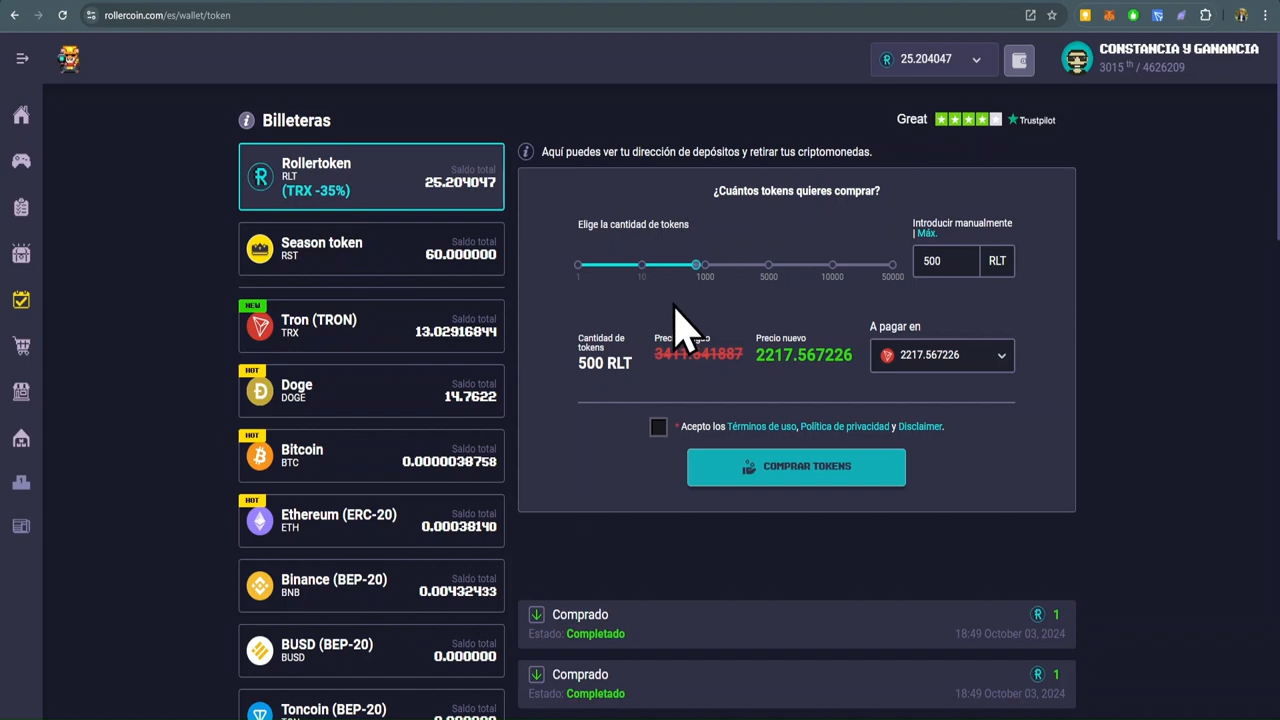 rollercoin.com/es/wallet/token
25.204047
CONSTANCIA Y GANANCIA
3015 th / 4626209
Billeteras
Great
Trustpilot
Rollertoken
RLT
(TRX -35%)
Saldo total
25.204047
Season token
RST
Saldo total
60.000000
NEW
Tron (TRON)
TRX
Saldo total
13.02916844
HOT
Doge
DOGE
Saldo total
14.7622
HOT
Bitcoin
BTC
Saldo total
0.0000038758
HOT
Ethereum (ERC-20)
ETH
Saldo total
0.00038140
Binance (BEP-20)
BNB
Saldo total
0.00432433
BUSD (BEP-20)
BUSD
Saldo total
0.000000
Toncoin (BEP-20)
Saldo total
Aquí puedes ver tu dirección de depósitos y retirar tus criptomonedas.
¿Cuántos tokens quieres comprar?
Elige la cantidad de tokens
1 10 1000 5000 10000 50000
Introducir manualmente
| Máx.
500 RLT
Cantidad de
tokens
500 RLT
Precio nuevo
2217.567226
A pagar en
2217.567226
* Acepto los Términos de uso, Política de privacidad y Disclaimer.
COMPRAR TOKENS
Comprado
1
Estado: Completado
18:49 October 03, 2024
Comprado
1
Estado: Completado
18:49 October 03, 2024